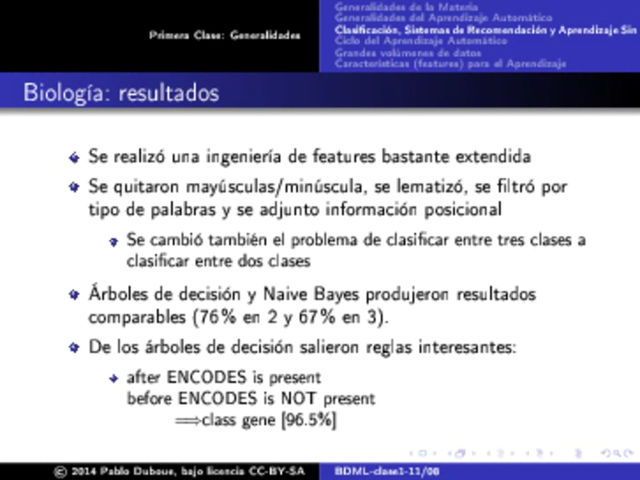 Primera Clase: Generalidades
Generalidades de la Materia
Generalidades del Aprendizaje Automático
Clasificación, Sistemas de Recomendación y Aprendizaje Sin
Ciclo del Aprendizaje Automático
Grandes volúmenes de datos
Características (features) para el Aprendizaje
Biología: resultados
Se realizó una ingeniería de features bastante extendida
Se quitaron mayúsculas/minúscula, se lematizó, se filtró por
tipo de palabras y se adjunto información posicional
Se cambió también el problema de clasificar entre tres clases a
clasificar entre dos clases
Árboles de decisión y Naive Bayes produjeron resultados
comparables (76% en 2 y 67% en 3).
De los árboles de decisión salieron reglas interesantes:
after ENCODES is present
before ENCODES is NOT present
⟹class gene [96.5%]
© 2014 Pablo Duboue, bajo licencia CC-BY-SA
BDML-clase1-11/08